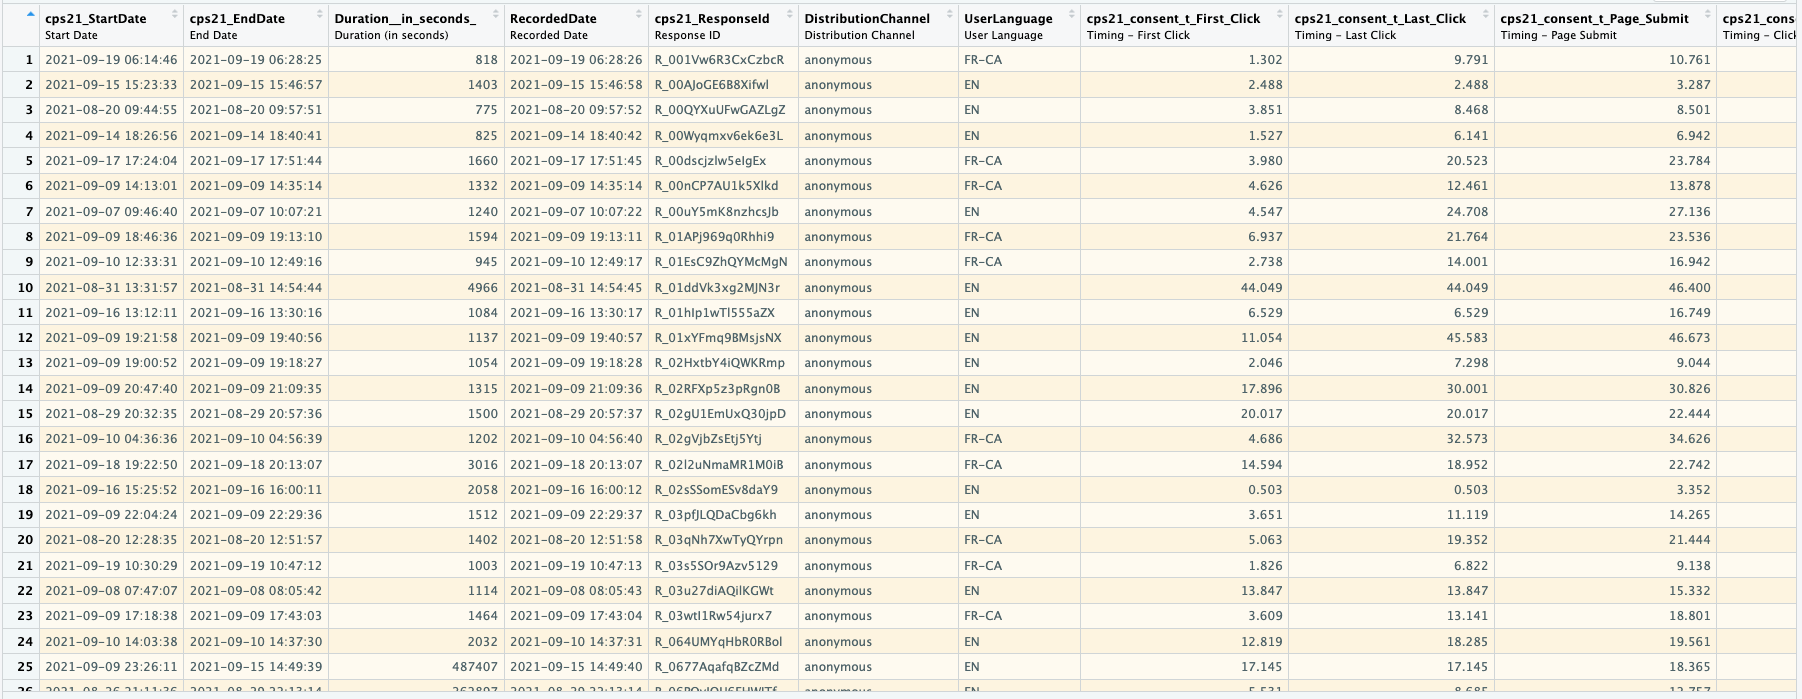 cps21_StartDate cps21_EndDate Duration__in_seconds_ RecordedDate cps21_ResponseId DistributionChannel UserLanguage cps21_consent_t_First_Click cps21_consent_t_Last_Click cps21_consent_t_Page_Submit cps21_cons
Start Date End Date Duration (in seconds) Recorded Date Response ID Distribution Channel User Language Timing - First Click Timing - Last Click Timing - Page Submit Timing - Click
1 2021-09-19 06:14:46 2021-09-19 06:28:25 818 2021-09-19 06:28:26 R_001Vw6R3CxCzbcR anonymous FR-CA 1.302 9.791 10.761
2 2021-09-15 15:23:33 2021-09-15 15:46:57 1403 2021-09-15 15:46:58 R_00AJoGE6B8Xifwl anonymous EN 2.488 2.488 3.287
3 2021-08-20 09:44:55 2021-08-20 09:57:51 775 2021-08-20 09:57:52 R_00QYXuUFwGAZLgZ anonymous EN 3.851 8.468 8.501
4 2021-09-14 18:26:56 2021-09-14 18:40:41 825 2021-09-14 18:40:42 R_00Wyqmxv6ek6e3L anonymous EN 1.527 6.141 6.942
5 2021-09-17 17:24:04 2021-09-17 17:51:44 1660 2021-09-17 17:51:45 R_00dscjzlw5eIgEx anonymous FR-CA 3.980 20.523 23.784
6 2021-09-09 14:13:01 2021-09-09 14:35:14 1332 2021-09-09 14:35:14 R_00nCP7AU1k5Xlkd anonymous FR-CA 4.626 12.461 13.878
7 2021-09-07 09:46:40 2021-09-07 10:07:21 1240 2021-09-07 10:07:22 R_00uY5mK8nzhcsJb anonymous EN 4.547 24.708 27.136
8 2021-09-09 18:46:36 2021-09-09 19:13:10 1594 2021-09-09 19:13:11 R_01APj969q0Rhhi9 anonymous FR-CA 6.937 21.764 23.536
9 2021-09-10 12:33:31 2021-09-10 12:49:16 945 2021-09-10 12:49:17 R_01EsC9ZhQYMcMgN anonymous FR-CA 2.738 14.001 16.942
10 2021-08-31 13:31:57 2021-08-31 14:54:44 4966 2021-08-31 14:54:45 R_01ddVk3xg2MJN3r anonymous EN 44.049 44.049 46.400
11 2021-09-16 13:12:11 2021-09-16 13:30:16 1084 2021-09-16 13:30:17 R_01hIp1wTl555aZX anonymous EN 6.529 6.529 16.749
12 2021-09-09 19:21:58 2021-09-09 19:40:56 1137 2021-09-09 19:40:57 R_01xYFmq9BMsjsNX anonymous EN 11.054 45.583 46.673
13 2021-09-09 19:00:52 2021-09-09 19:18:27 1054 2021-09-09 19:18:28 R_02HxtbY4iQWKRmp anonymous EN 2.046 7.298 9.044
14 2021-09-09 20:47:40 2021-09-09 21:09:35 1315 2021-09-09 21:09:36 R_02RFXp5z3pRgn0B anonymous EN 17.896 30.001 30.826
15 2021-08-29 20:32:35 2021-08-29 20:57:36 1500 2021-08-29 20:57:37 R_02gU1EmUxQ30jpD anonymous EN 20.017 20.017 22.444
16 2021-09-10 04:36:36 2021-09-10 04:56:39 1202 2021-09-10 04:56:40 R_02gVjbZsEtj5Ytj anonymous FR-CA 4.686 32.573 34.626
17 2021-09-18 19:22:50 2021-09-18 20:13:07 3016 2021-09-18 20:13:07 R_02l2uNmaMR1M0iB anonymous FR-CA 14.594 18.952 22.742
18 2021-09-16 15:25:52 2021-09-16 16:00:11 2058 2021-09-16 16:00:12 R_02sSSomESv8daY9 anonymous EN 0.503 0.503 3.352
19 2021-09-09 22:04:24 2021-09-09 22:29:36 1512 2021-09-09 22:29:37 R_03pfJLQDaCbg6kh anonymous EN 3.651 11.119 14.265
20 2021-08-20 12:28:35 2021-08-20 12:51:57 1402 2021-08-20 12:51:58 R_03qNh7XwTyQYrpn anonymous FR-CA 5.063 19.352 21.444
21 2021-09-19 10:30:29 2021-09-19 10:47:12 1003 2021-09-19 10:47:13 R_03s5SOr9Azv5129 anonymous FR-CA 1.826 6.822 9.138
22 2021-09-08 07:47:07 2021-09-08 08:05:42 1114 2021-09-08 08:05:43 R_03u27diAQilKGWt anonymous EN 13.847 13.847 15.332
23 2021-09-09 17:18:38 2021-09-09 17:43:03 1464 2021-09-09 17:43:04 R_03wtI1Rw54jurx7 anonymous FR-CA 3.609 13.141 18.801
24 2021-09-10 14:03:38 2021-09-10 14:37:30 2032 2021-09-10 14:37:31 R_064UMYqHbR0RBol anonymous EN 12.819 18.285 19.561
25 2021-09-09 23:26:11 2021-09-15 14:49:39 487407 2021-09-15 14:49:40 R_0677AqafqBZcZMd anonymous EN 17.145 17.145 18.365